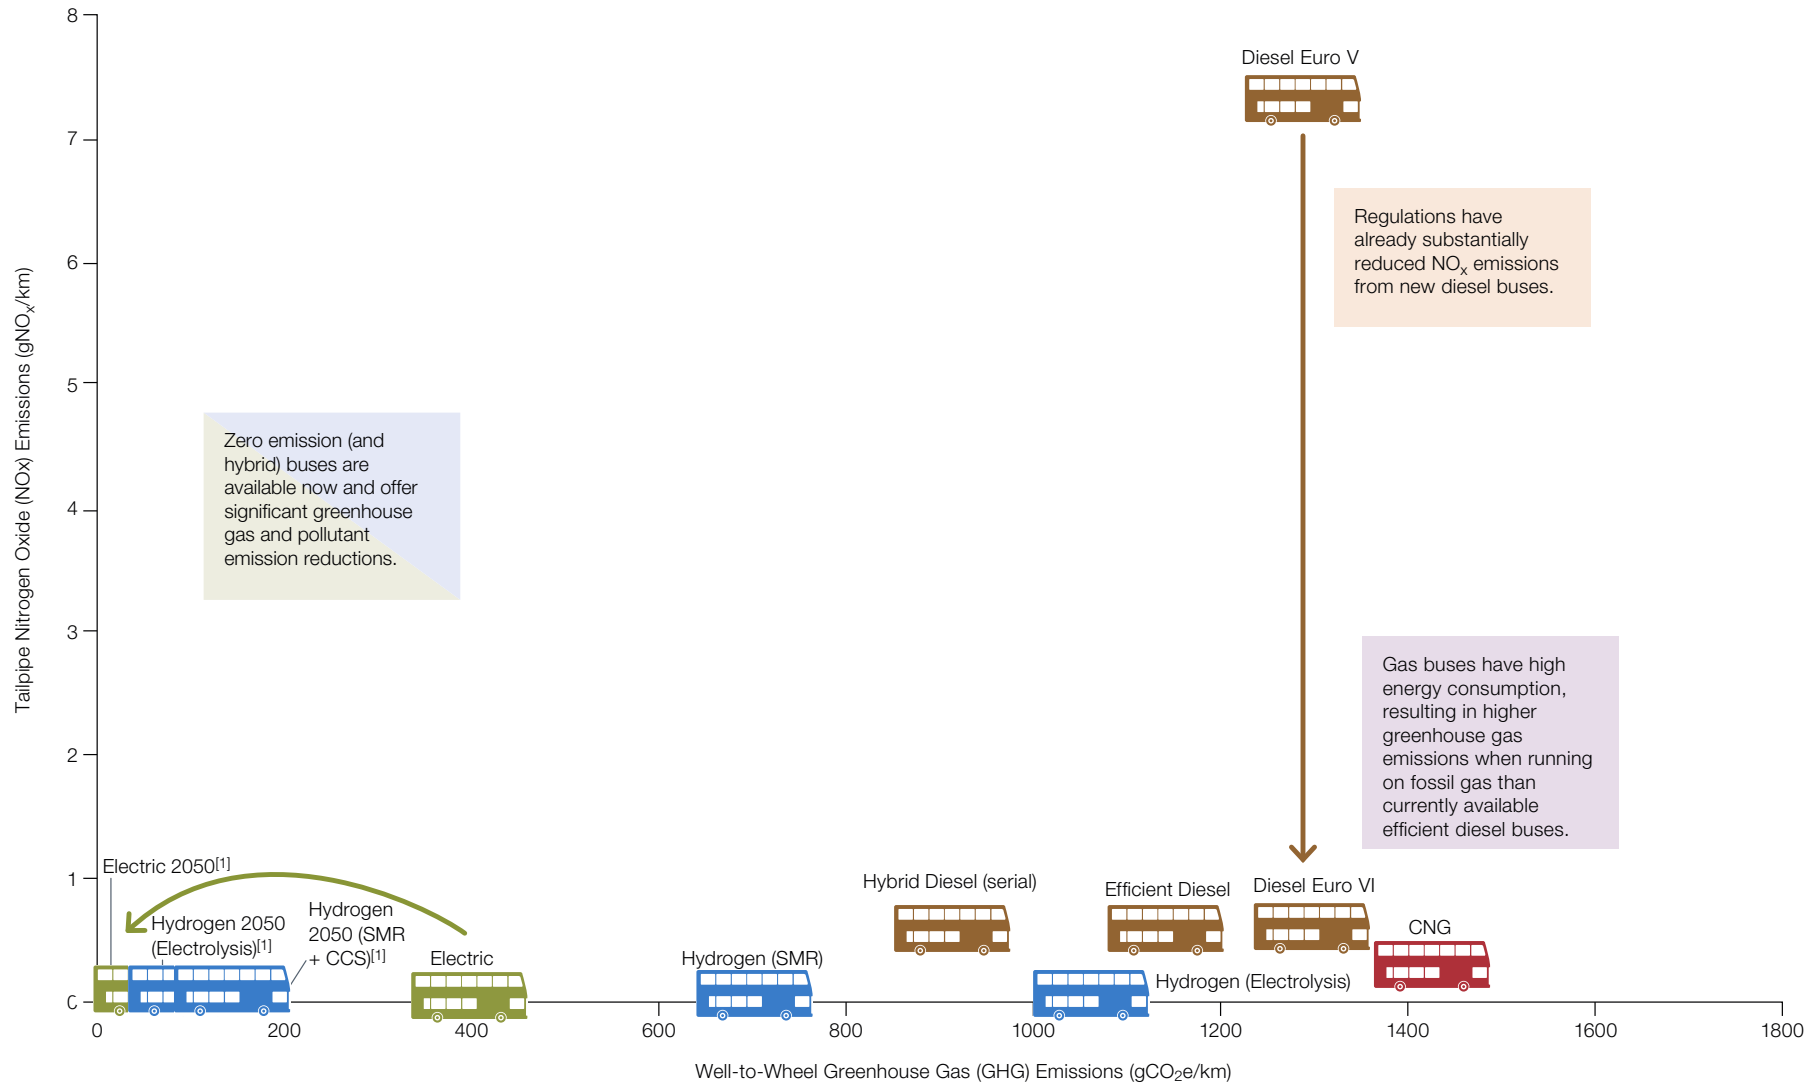 8
7
6
5
4
3
2
1
Tailpipe Nitrogen Oxide (NOx) Emissions (gNOx/km)
Diesel Euro V
Regulations have
already substantially
reduced NOx emissions
from new diesel buses.
Zero emission (and
hybrid) buses are
available now and offer
significant greenhouse
gas and pollutant
emission reductions.
Gas buses have high
energy consumption,
resulting in higher
greenhouse gas
emissions when running
on fossil gas than
currently available
efficient diesel buses.
Electric 2050[1]
Hydrogen 2050
(Electrolysis)[1]
Hydrogen
2050 (SMR
+ CCS)[1]
Electric
Hydrogen (SMR)
Hybrid Diesel (serial)
Efficient Diesel
Hydrogen (Electrolysis)
Diesel Euro VI
CNG
0 200 400 600 800 1000 1200 1400 1600 1800
Well-to-Wheel Greenhouse Gas (GHG) Emissions (gCO2e/km)